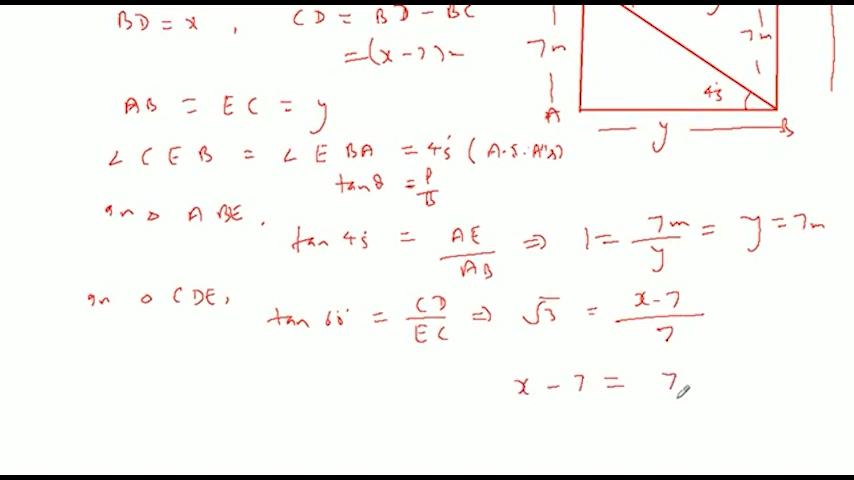 BD = x , CD = BD - BC
= (x - 7) m
7m
7m
45°
A
B
y
AB = EC = y
∠ CEB = ∠ EBA = 45° ( A.I.A's)
tan θ = P/B
In △ ABE,
tan 45° = AE/AB ⇒ 1 = 7m/y = y = 7m
In △ CDE,
tan 60° = CD/EC ⇒ √3 = x-7/7
x - 7 = 7